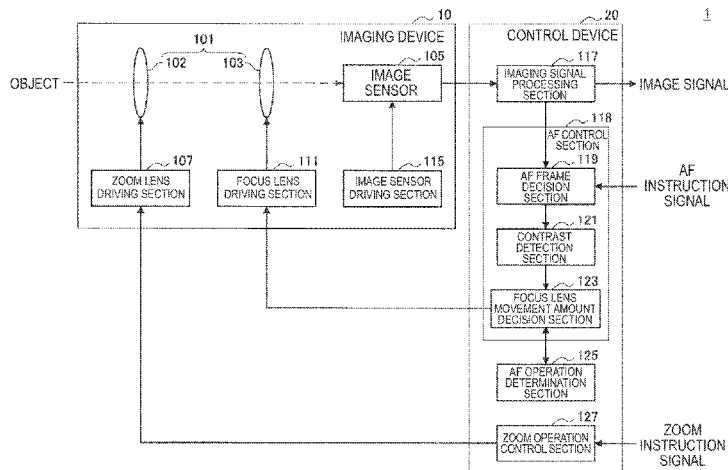 1
10
IMAGING DEVICE
20
CONTROL DEVICE
101
102
103
OBJECT
105
IMAGE
SENSOR
117
IMAGING SIGNAL
PROCESSING
SECTION
IMAGE SIGNAL
118
AF CONTROL
SECTION
107
ZOOM LENS
DRIVING SECTION
111
FOCUS LENS
DRIVING SECTION
115
IMAGE SENSOR
DRIVING SECTION
119
AF FRAME
DECISION
SECTION
AF
INSTRUCTION
SIGNAL
121
CONTRAST
DETECTION
SECTION
123
FOCUS LENS
MOVEMENT AMOUNT
DECISION SECTION
125
AF OPERATION
DETERMINATION
SECTION
127
ZOOM OPERATION
CONTROL SECTION
ZOOM
INSTRUCTION
SIGNAL